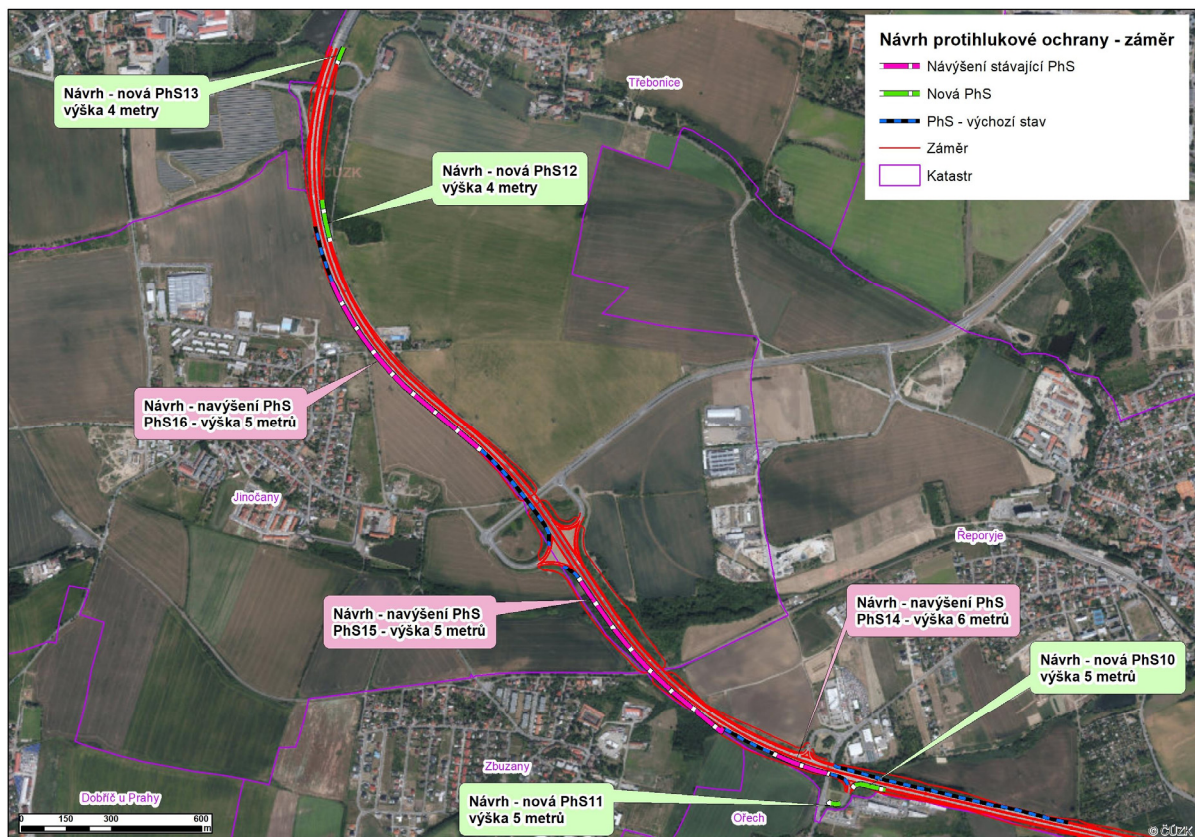 Návrh protihlukové ochrany - záměr
Návýšení stávající PhS
Nová PhS
PhS - výchozí stav
Záměr
Katastr
Návrh - nová PhS13
výška 4 metry
Třebonice
ČÚZK
Návrh - nová PhS12
výška 4 metry
Návrh - navýšení PhS
PhS16 - výška 5 metrů
Jinočany
Řeporyje
Návrh - navýšení PhS
PhS15 - výška 5 metrů
Návrh - navýšení PhS
PhS14 - výška 6 metrů
Návrh - nová PhS10
výška 5 metrů
Zbuzany
Dobříč u Prahy
Návrh - nová PhS11
výška 5 metrů
Ořech
0 150 300 600
m
© ČÚZK